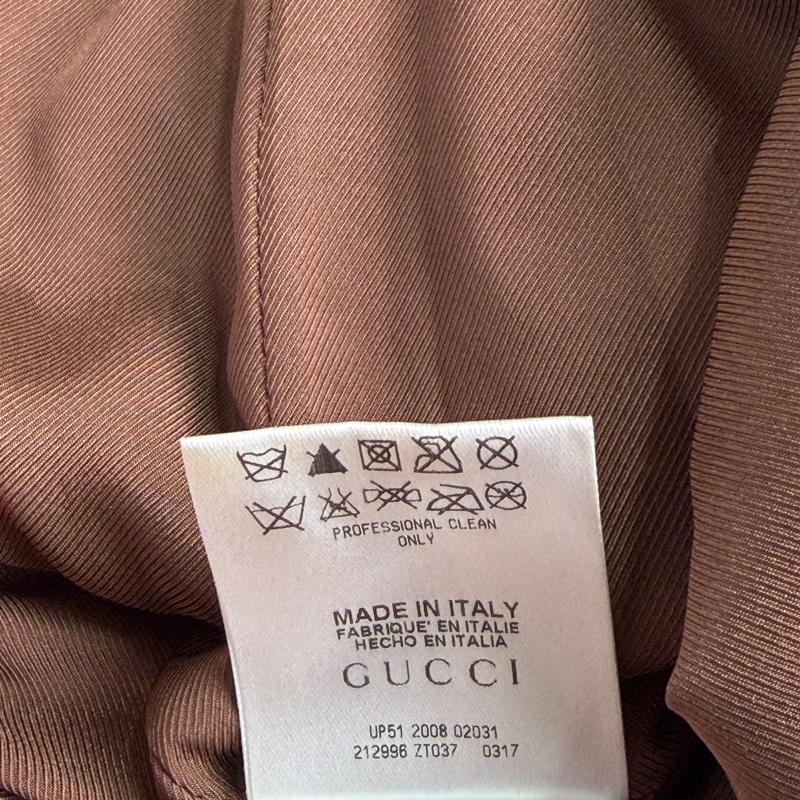 PROFESSIONAL CLEAN
ONLY
MADE IN ITALY
FABRIQUE' EN ITALIE
HECHO EN ITALIA
GUCCI
UP51 2008 02031
212996 ZT037 0317